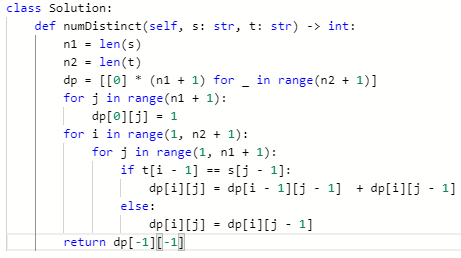 class Solution:
    def numDistinct(self, s: str, t: str) -> int:
        n1 = len(s)
        n2 = len(t)
        dp = [[0] * (n1 + 1) for _ in range(n2 + 1)]
        for j in range(n1 + 1):
            dp[0][j] = 1
        for i in range(1, n2 + 1):
            for j in range(1, n1 + 1):
                if t[i - 1] == s[j - 1]:
                    dp[i][j] = dp[i - 1][j - 1]  + dp[i][j - 1]
                else:
                    dp[i][j] = dp[i][j - 1]
        return dp[-1][-1]